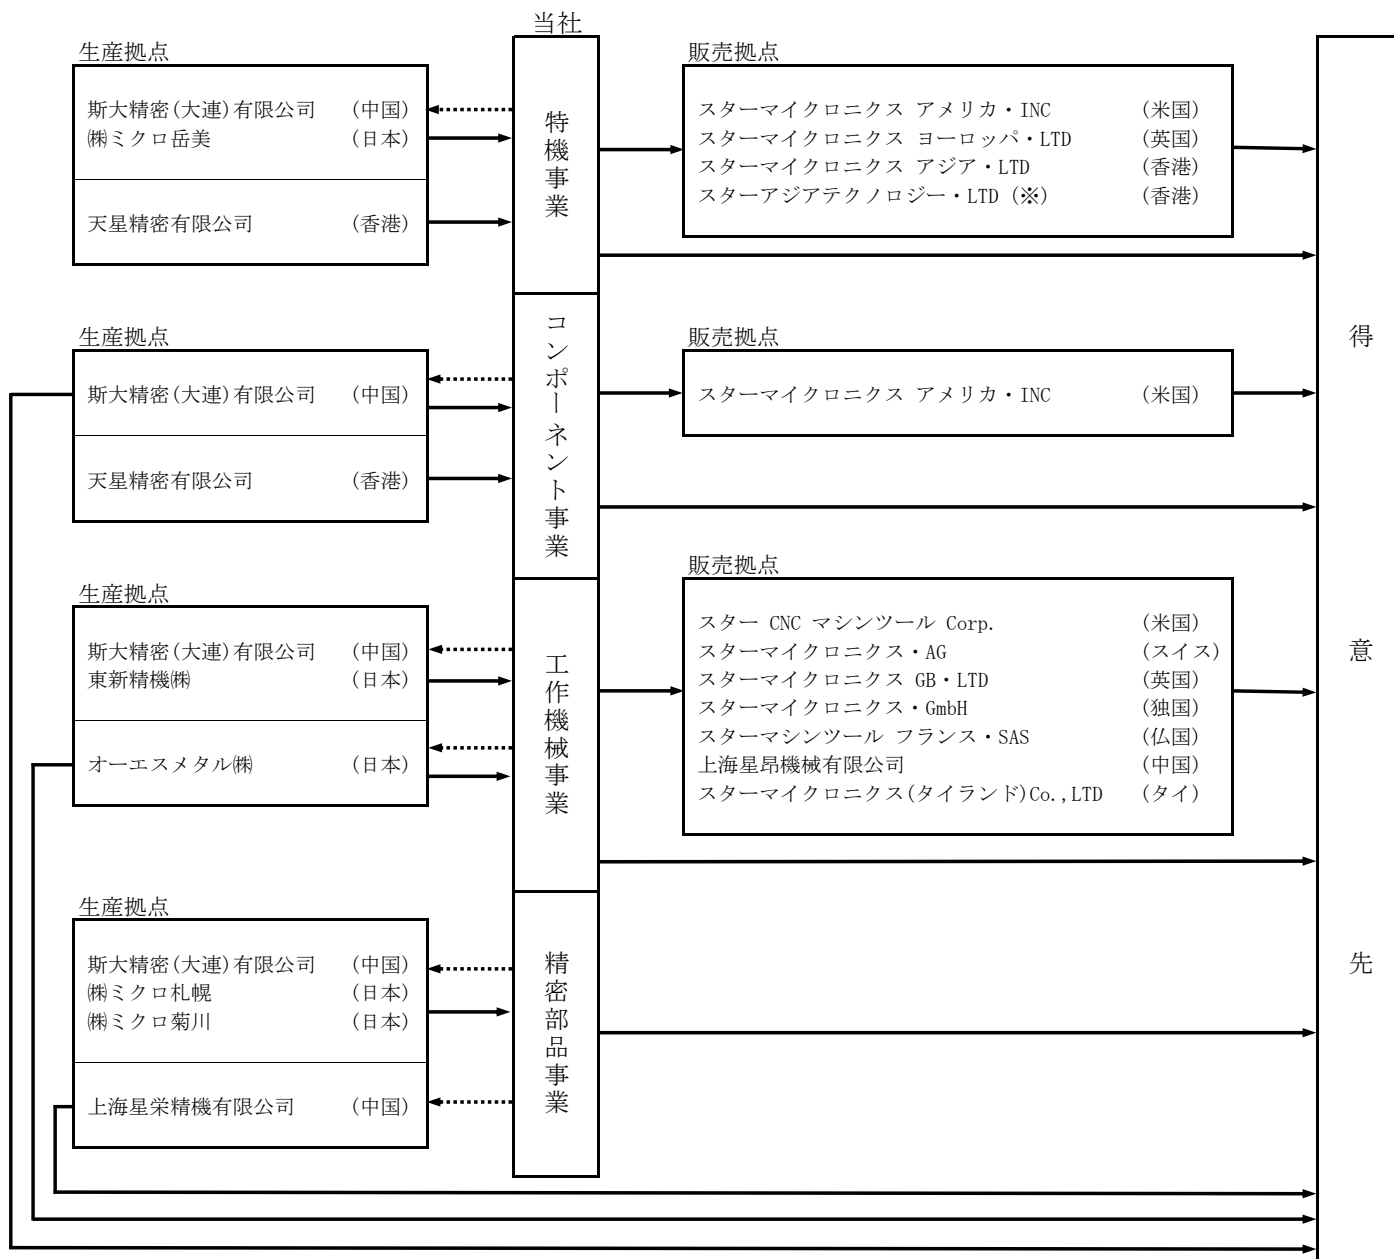 当社
生産拠点
斯大精密(大連)有限公司 (中国)
㈱ミクロ岳美 (日本)
天星精密有限公司 (香港)
特機事業
販売拠点
スターマイクロニクス アメリカ・INC (米国)
スターマイクロニクス ヨーロッパ・LTD (英国)
スターマイクロニクス アジア・LTD (香港)
スターアジアテクノロジー・LTD (※) (香港)
生産拠点
斯大精密(大連)有限公司 (中国)
天星精密有限公司 (香港)
コンポーネント事業
販売拠点
スターマイクロニクス アメリカ・INC (米国)
生産拠点
斯大精密(大連)有限公司 (中国)
東新精機㈱ (日本)
オーエスメタル㈱ (日本)
工作機械事業
販売拠点
スター CNC マシンツール Corp. (米国)
スターマイクロニクス・AG (スイス)
スターマイクロニクス GB・LTD (英国)
スターマイクロニクス・GmbH (独国)
スターマシンツール フランス・SAS (仏国)
上海星昂機械有限公司 (中国)
スターマイクロニクス(タイランド)Co.,LTD (タイ)
生産拠点
斯大精密(大連)有限公司 (中国)
㈱ミクロ札幌 (日本)
㈱ミクロ菊川 (日本)
上海星栄精機有限公司 (中国)
精密部品事業
得意先